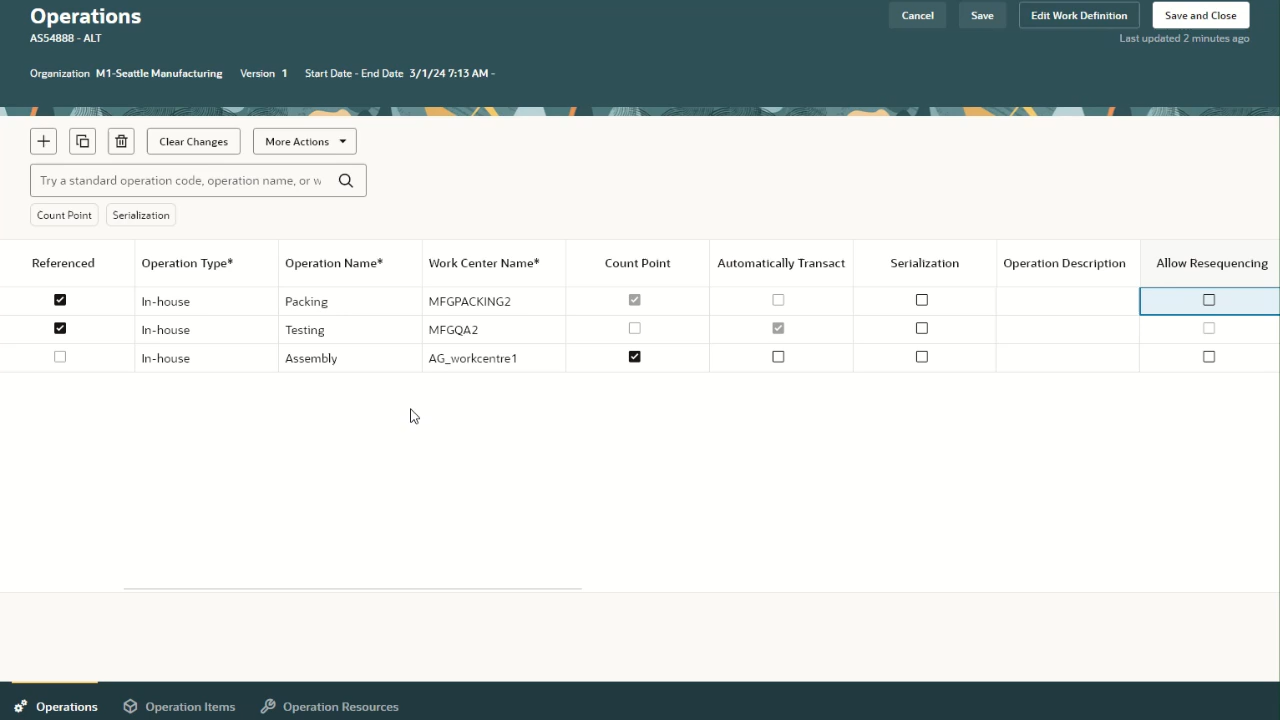 Operations
Cancel
Save
Edit Work Definition
Save and Close
AS54888 - ALT
Last updated 2 minutes ago
Organization M1-Seattle Manufacturing Version 1 Start Date - End Date 3/1/24 7:13 AM -
Clear Changes
More Actions
Try a standard operation code, operation name, or w
Count Point
Serialization
Referenced Operation Type* Operation Name* Work Center Name* Count Point Automatically Transact Serialization Operation Description Allow Resequencing
In-house Packing MFGPACKING2
In-house Testing MFGQA2
In-house Assembly AG_workcentre1
Operations
Operation Items
Operation Resources